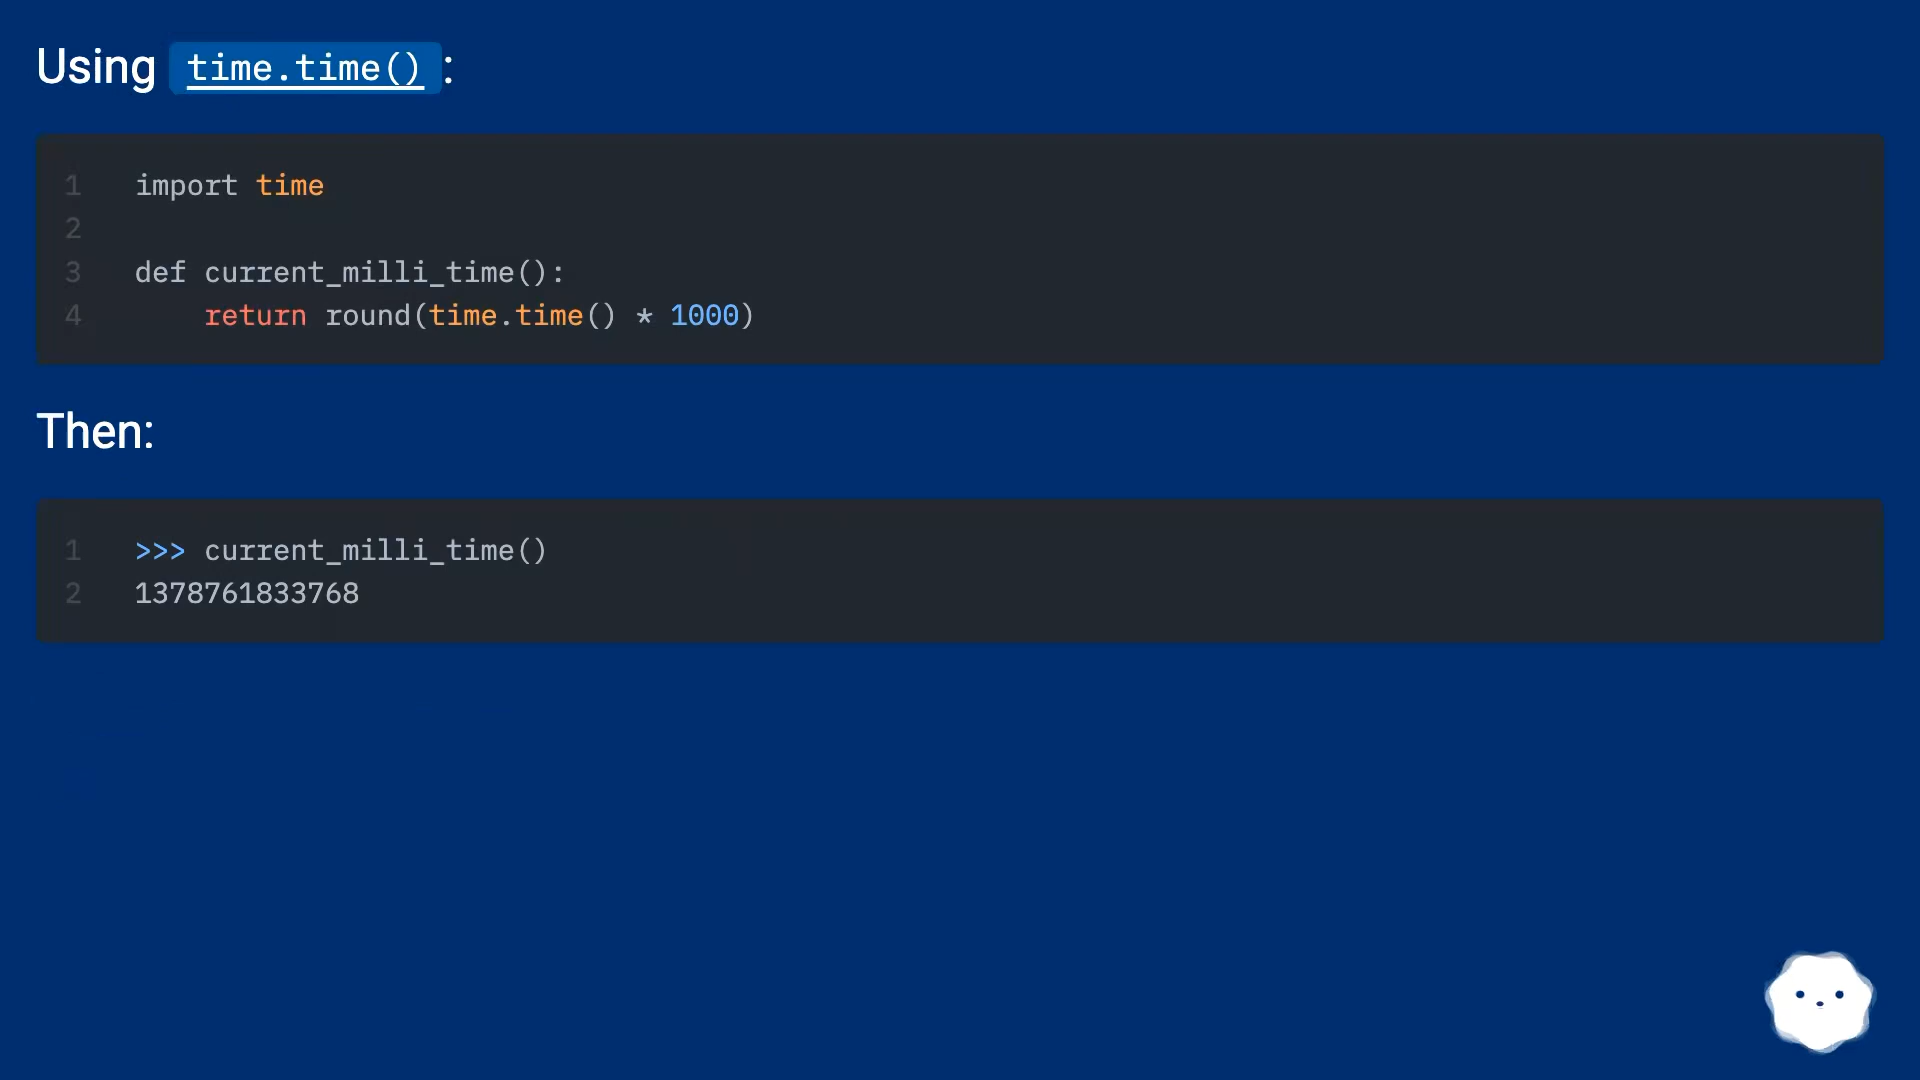 Using time.time():
1 import time
2
3 def current_milli_time():
4     return round(time.time() * 1000)
Then:
1 >>> current_milli_time()
2 1378761833768